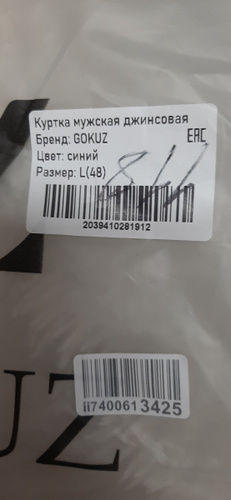 Куртка мужская джинсовая
Бренд: GOKUZ
EAC
Цвет: синий
Размер: L(48)
2039410281912
ii7400613425
UZ